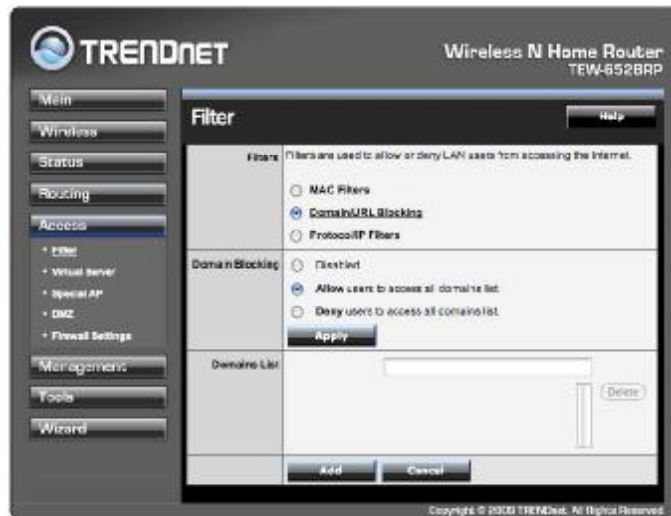 TRENDnET
Wireless N Home Router
TEW-652BRP
Main
Wireless
Status
Routing
Access
• Filter
• Virtual Server
• Special AP
• DMZ
• Firewall Settings
Management
Tools
Wizard
Filter
Help
Filters
Filters are used to allow or deny LAN users from accessing the Internet.
MAC Filters
Domain/URL Blocking
Protocol/IP Filters
Domain Blocking
Disabled
Allow users to access all domains list.
Deny users to access all domains list.
Apply
Domains List
Delete
Add
Cancel
Copyright © 2009 TRENDnet. All Rights Reserved.